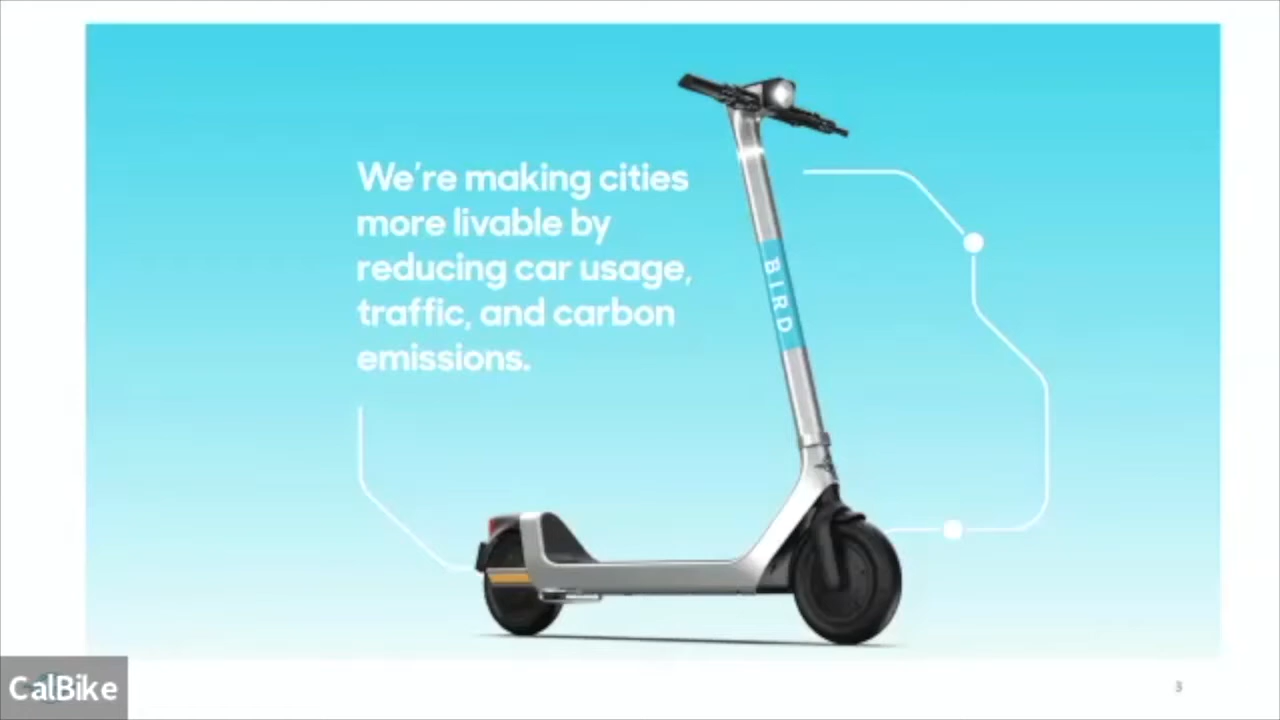 We're making cities
more livable by
reducing car usage,
traffic, and carbon
emissions.
BIRD
CalBike
3